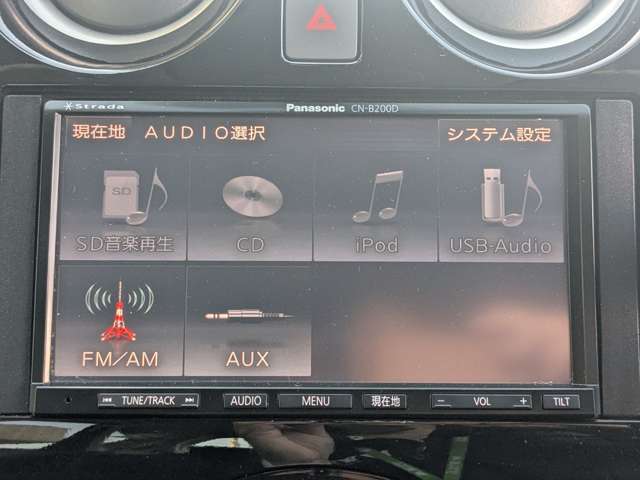 Strada Panasonic CN-B200D
現在地 AUDIO選択 システム設定
SD
SD音楽再生 CD iPod USB-Audio
FM/AM AUX
TUNE/TRACK AUDIO MENU 現在地 − VOL + TILT